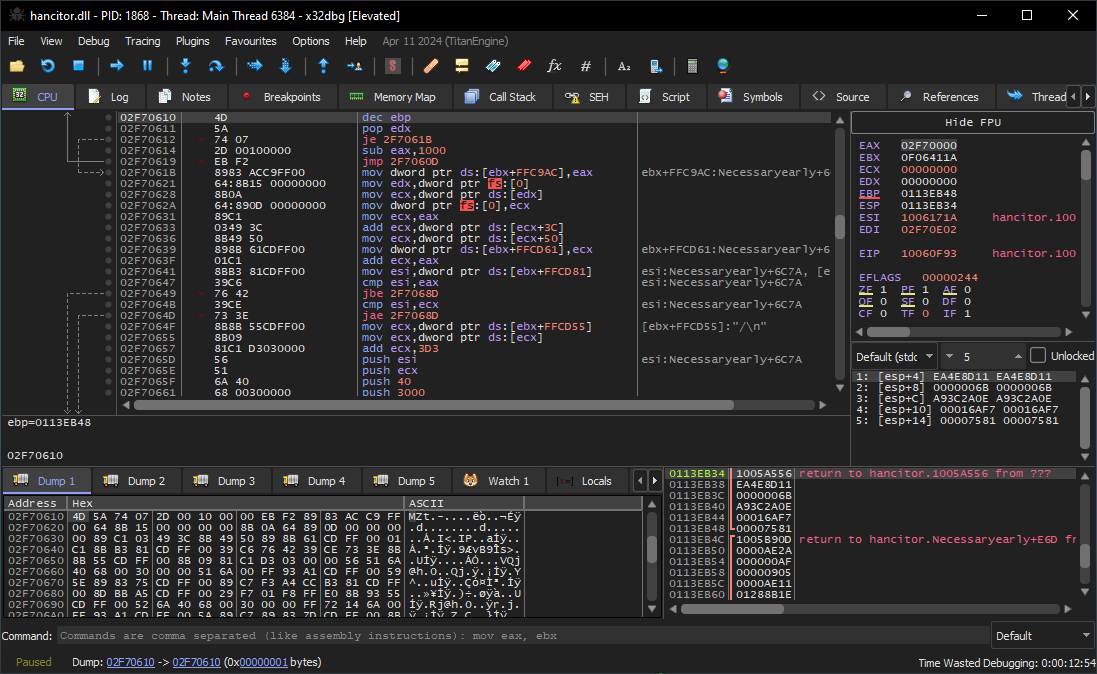 hancitor.dll - PID: 1868 - Thread: Main Thread 6384 - x32dbg [Elevated]
File View Debug Tracing Plugins Favourites Options Help Apr 11 2024 (TitanEngine)
CPU Log Notes Breakpoints Memory Map Call Stack SEH Script Symbols Source References Thread
02F70610 4D dec ebp
02F70611 5A pop edx
02F70612 74 07 je 2F7061B
02F70614 2D 00100000 sub eax,1000
02F70619 EB F2 jmp 2F7060D
02F7061B 8983 ACC9FF00 mov dword ptr ds:[ebx+FFC9AC],eax ebx+FFC9AC:Necessaryearly+6
02F70621 64:8B15 00000000 mov edx,dword ptr fs:[0]
02F70628 8B0A mov ecx,dword ptr ds:[edx]
02F7062A 64:890D 00000000 mov dword ptr fs:[0],ecx
02F70631 89C1 mov ecx,eax
02F70633 0349 3C add ecx,dword ptr ds:[ecx+3C]
02F70636 8B49 50 mov ecx,dword ptr ds:[ecx+50]
02F70639 898B 61CDFF00 mov dword ptr ds:[ebx+FFCD61],ecx ebx+FFCD61:Necessaryearly+6
02F7063F 01C1 add ecx,eax
02F70641 8BB3 81CDFF00 mov esi,dword ptr ds:[ebx+FFCD81] esi:Necessaryearly+6C7A, [e
02F70647 39C6 cmp esi,eax esi:Necessaryearly+6C7A
02F70649 76 42 jbe 2F7068D
02F7064B 39CE cmp esi,ecx esi:Necessaryearly+6C7A
02F7064D 73 3E jae 2F7068D
02F7064F 8B8B 55CDFF00 mov ecx,dword ptr ds:[ebx+FFCD55] [ebx+FFCD55]:"/\n"
02F70655 8B09 mov ecx,dword ptr ds:[ecx]
02F70657 81C1 D3030000 add ecx,3D3
02F7065D 56 push esi esi:Necessaryearly+6C7A
02F7065E 51 push ecx
02F7065F 6A 40 push 40
02F70661 68 00300000 push 3000
Hide FPU
EAX 02F70000
EBX 0F06411A
ECX 00000000
EDX 00000000
EBP 0113EB48
ESP 0113EB34
ESI 1006171A hancitor.100
EDI 02F70E02
EIP 10060F93 hancitor.100
EFLAGS 00000244
ZF 1 PF 1 AF 0
OF 0 SF 0 DF 0
CF 0 TF 0 IF 1
Default (stdc 5 Unlocked
1: [esp+4] EA4E8D11 EA4E8D11
2: [esp+8] 0000006B 0000006B
3: [esp+C] A93C2A0E A93C2A0E
4: [esp+10] 00016AF7 00016AF7
5: [esp+14] 00007581 00007581
ebp=0113EB48
02F70610
Dump 1 Dump 2 Dump 3 Dump 4 Dump 5 Watch 1 Locals
Address Hex ASCII
02F70610 4D 5A 74 07 2D 00 10 00 00 EB F2 89 83 AC C9 FF MZt.-....ëò..¬Éÿ
02F70620 00 64 8B 15 00 00 00 00 8B 0A 64 89 0D 00 00 00 .d........d.....
02F70630 00 89 C1 03 49 3C 8B 49 50 89 8B 61 CD FF 00 01 ..Á.I<.IP..aÍÿ..
02F70640 C1 8B B3 81 CD FF 00 39 C6 76 42 39 CE 73 3E 8B Á.³.Íÿ.9ÆvB9Îs>.
02F70650 8B 55 CD FF 00 8B 09 81 C1 D3 03 00 00 56 51 6A .UÍÿ....ÁÓ...VQj
02F70660 40 68 00 30 00 00 51 6A 00 FF 93 A1 CD FF 00 59 @h.0..Qj.ÿ.¡Íÿ.Y
02F70670 5E 89 83 75 CD FF 00 89 C7 F3 A4 CC B3 81 CD FF ^..uÍÿ..Çó¤Ì³.Íÿ
02F70680 00 8D BB A5 CD FF 00 29 F7 01 F8 FF E0 8B 93 55 ..»¥Íÿ.)÷.øÿà..U
02F70690 CD FF 00 52 6A 40 68 00 30 00 00 FF 72 14 6A 00 Íÿ.Rj@h.0..ÿr.j.
0113EB34 1005A556 return to hancitor.1005A556 from ???
0113EB38 EA4E8D11
0113EB3C 0000006B
0113EB40 A93C2A0E
0113EB44 00016AF7
0113EB48 00007581
0113EB4C 1005B90D return to hancitor.Necessaryearly+E6D fr
0113EB50 0000AE2A
0113EB54 000000AF
0113EB58 00000905
0113EB5C 0000AE11
0113EB60 01288B1E
Command: Commands are comma separated (like assembly instructions): mov eax, ebx Default
Paused Dump: 02F70610 -> 02F70610 (0x00000001 bytes) Time Wasted Debugging: 0:00:12:54